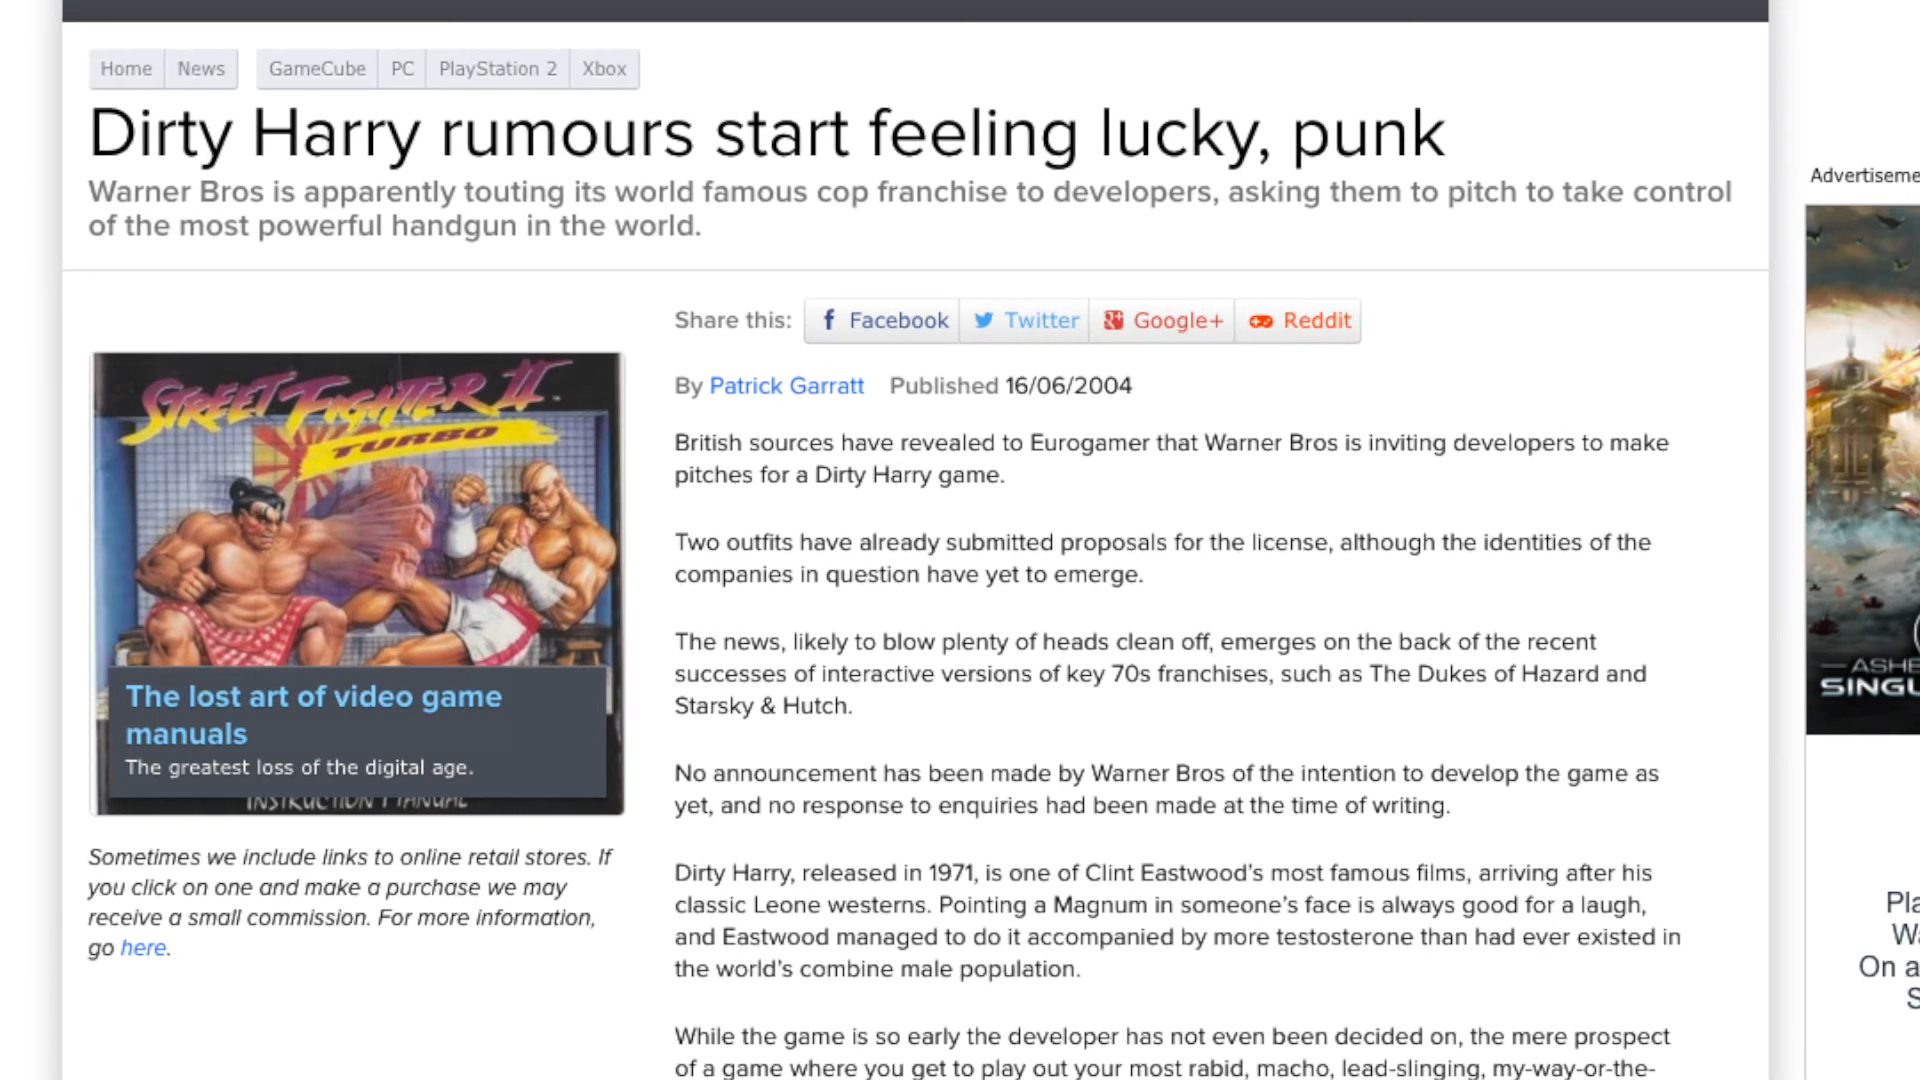 Home News GameCube PC PlayStation 2 Xbox
Dirty Harry rumours start feeling lucky, punk
Warner Bros is apparently touting its world famous cop franchise to developers, asking them to pitch to take control
of the most powerful handgun in the world.
Advertiseme
Share this: Facebook Twitter Google+ Reddit
By Patrick Garratt Published 16/06/2004
British sources have revealed to Eurogamer that Warner Bros is inviting developers to make
pitches for a Dirty Harry game.
Two outfits have already submitted proposals for the license, although the identities of the
companies in question have yet to emerge.
The news, likely to blow plenty of heads clean off, emerges on the back of the recent
successes of interactive versions of key 70s franchises, such as The Dukes of Hazard and
Starsky & Hutch.
No announcement has been made by Warner Bros of the intention to develop the game as
yet, and no response to enquiries had been made at the time of writing.
Dirty Harry, released in 1971, is one of Clint Eastwood's most famous films, arriving after his
classic Leone westerns. Pointing a Magnum in someone's face is always good for a laugh,
and Eastwood managed to do it accompanied by more testosterone than had ever existed in
the world's combine male population.
While the game is so early the developer has not even been decided on, the mere prospect
of a game where you get to play out your most rabid, macho, lead-slinging, my-way-or-the-
STREET FIGHTER II
TURBO
The lost art of video game
manuals
The greatest loss of the digital age.
INSTRUCTION MANUAL
Sometimes we include links to online retail stores. If
you click on one and make a purchase we may
receive a small commission. For more information,
go here.
ASHE
SINGU
Pla
Wa
On a
S